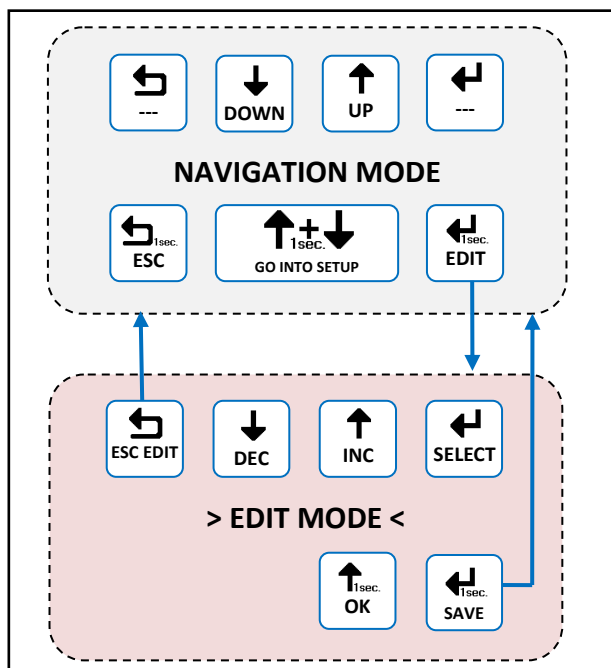 --- DOWN UP ---
NAVIGATION MODE
1sec. ESC
+ 1sec. GO INTO SETUP
1sec. EDIT
ESC EDIT DEC INC SELECT
> EDIT MODE <
1sec. OK
1sec. SAVE